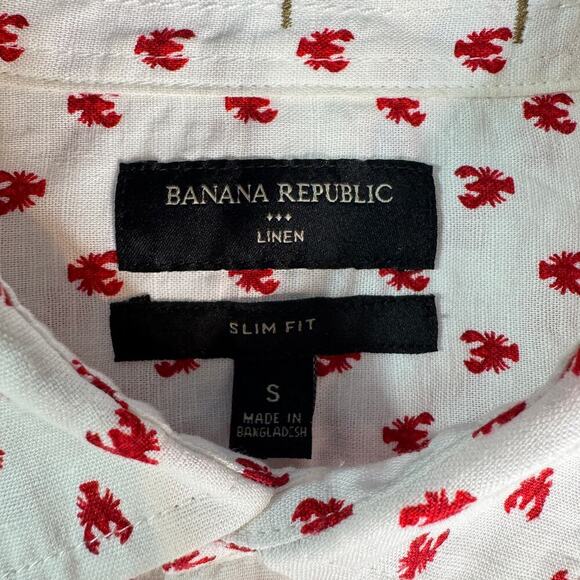 BANANA REPUBLIC
LINEN
SLIM FIT
S
MADE IN
BANGLADESH